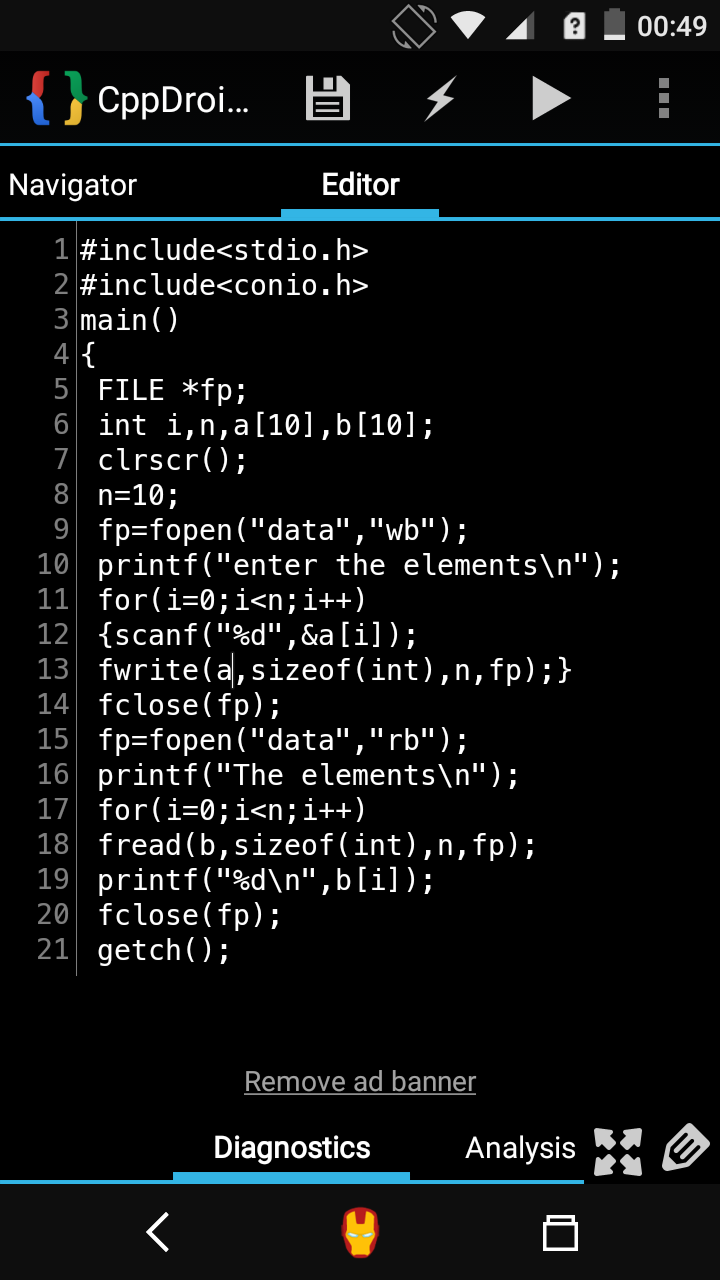 00:49
CppDroi...
Navigator Editor
1 #include<stdio.h>
2 #include<conio.h>
3 main()
4 {
5 FILE *fp;
6 int i,n,a[10],b[10];
7 clrscr();
8 n=10;
9 fp=fopen("data","wb");
10 printf("enter the elements\n");
11 for(i=0;i<n;i++)
12 {scanf("%d",&a[i]);
13 fwrite(a,sizeof(int),n,fp);}
14 fclose(fp);
15 fp=fopen("data","rb");
16 printf("The elements\n");
17 for(i=0;i<n;i++)
18 fread(b,sizeof(int),n,fp);
19 printf("%d\n",b[i]);
20 fclose(fp);
21 getch();
Remove ad banner
Diagnostics Analysis